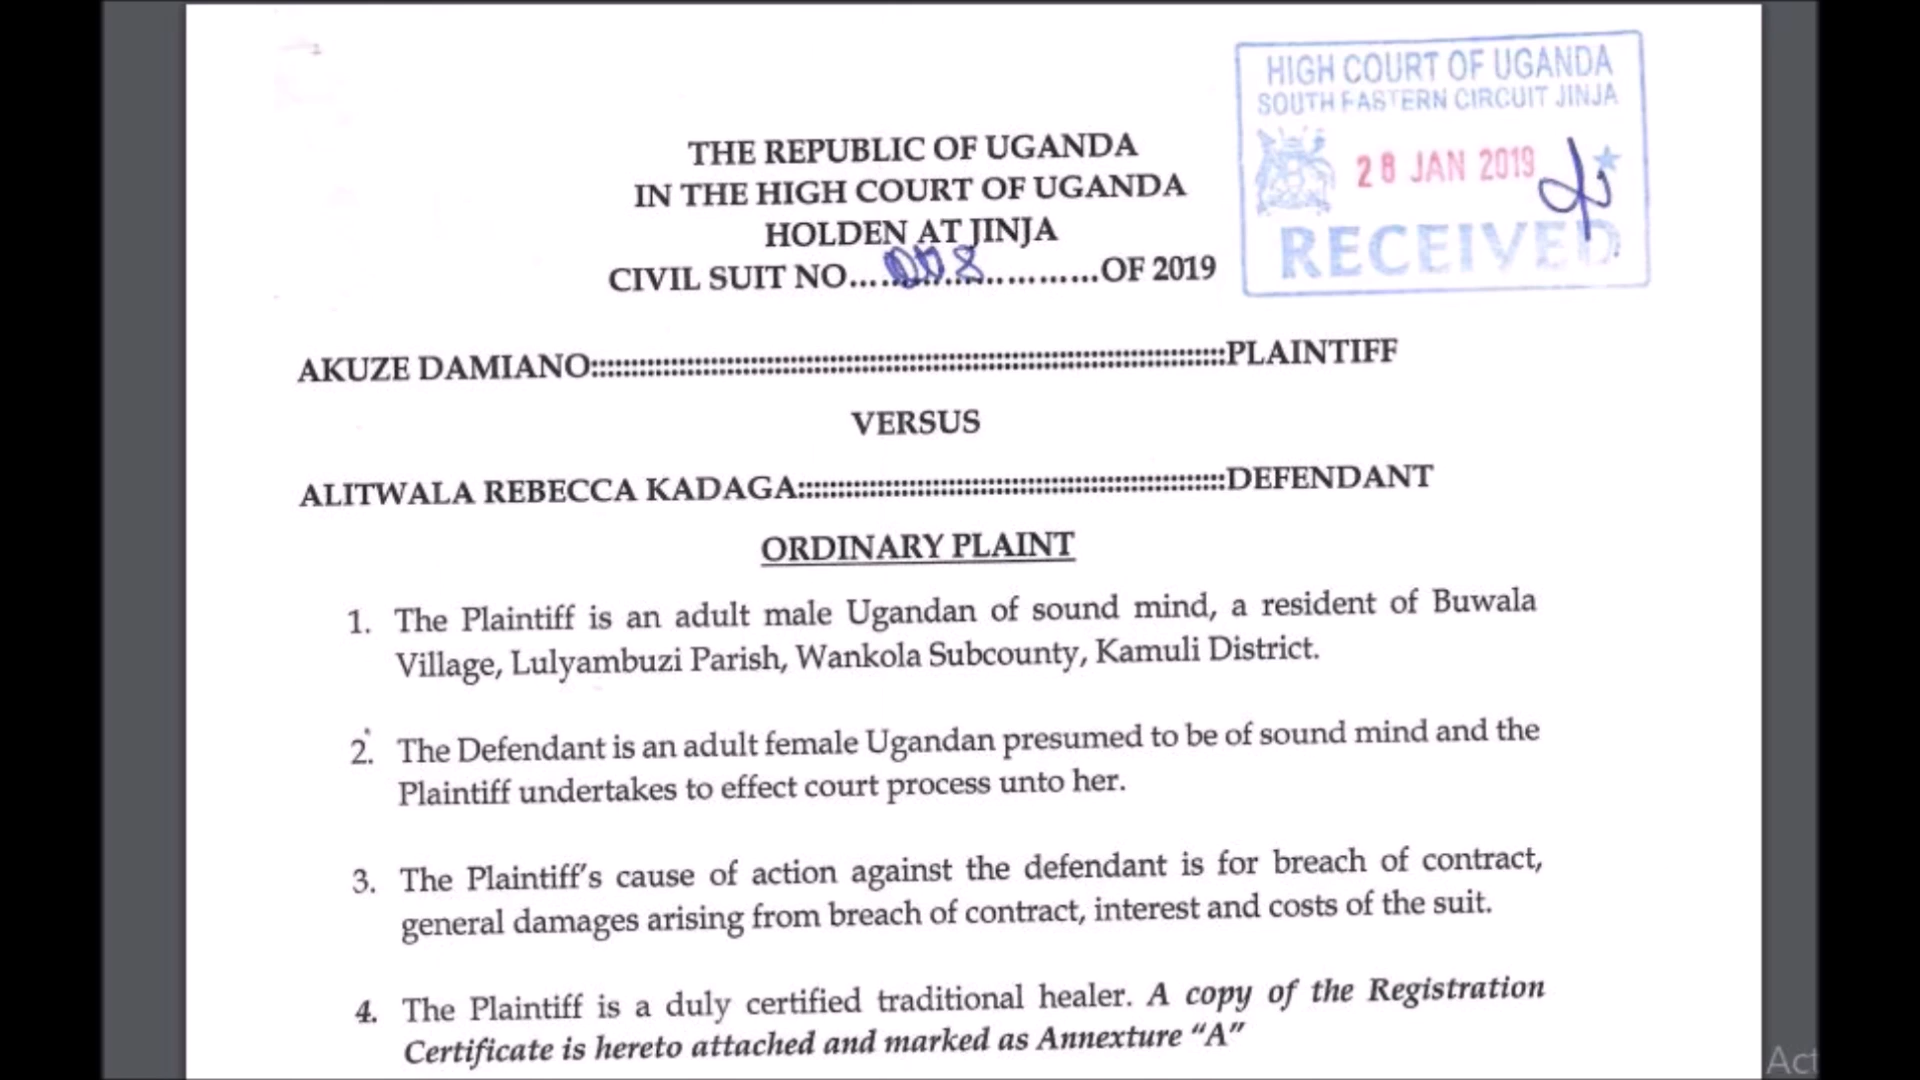 HIGH COURT OF UGANDA
SOUTH EASTERN CIRCUIT JINJA
28 JAN 2019
RECEIVED
THE REPUBLIC OF UGANDA
IN THE HIGH COURT OF UGANDA
HOLDEN AT JINJA
CIVIL SUIT NO....008............OF 2019
AKUZE DAMIANO::::::::::::::::::::::::::::::::::::::::::::::::::::::::::::PLAINTIFF
VERSUS
ALITWALA REBECCA KADAGA::::::::::::::::::::::::::::::::::::::::DEFENDANT
ORDINARY PLAINT
1. The Plaintiff is an adult male Ugandan of sound mind, a resident of Buwala
Village, Lulyambuzi Parish, Wankola Subcounty, Kamuli District.
2. The Defendant is an adult female Ugandan presumed to be of sound mind and the
Plaintiff undertakes to effect court process unto her.
3. The Plaintiff's cause of action against the defendant is for breach of contract,
general damages arising from breach of contract, interest and costs of the suit.
4. The Plaintiff is a duly certified traditional healer. A copy of the Registration
Certificate is hereto attached and marked as Annexture "A"
Act